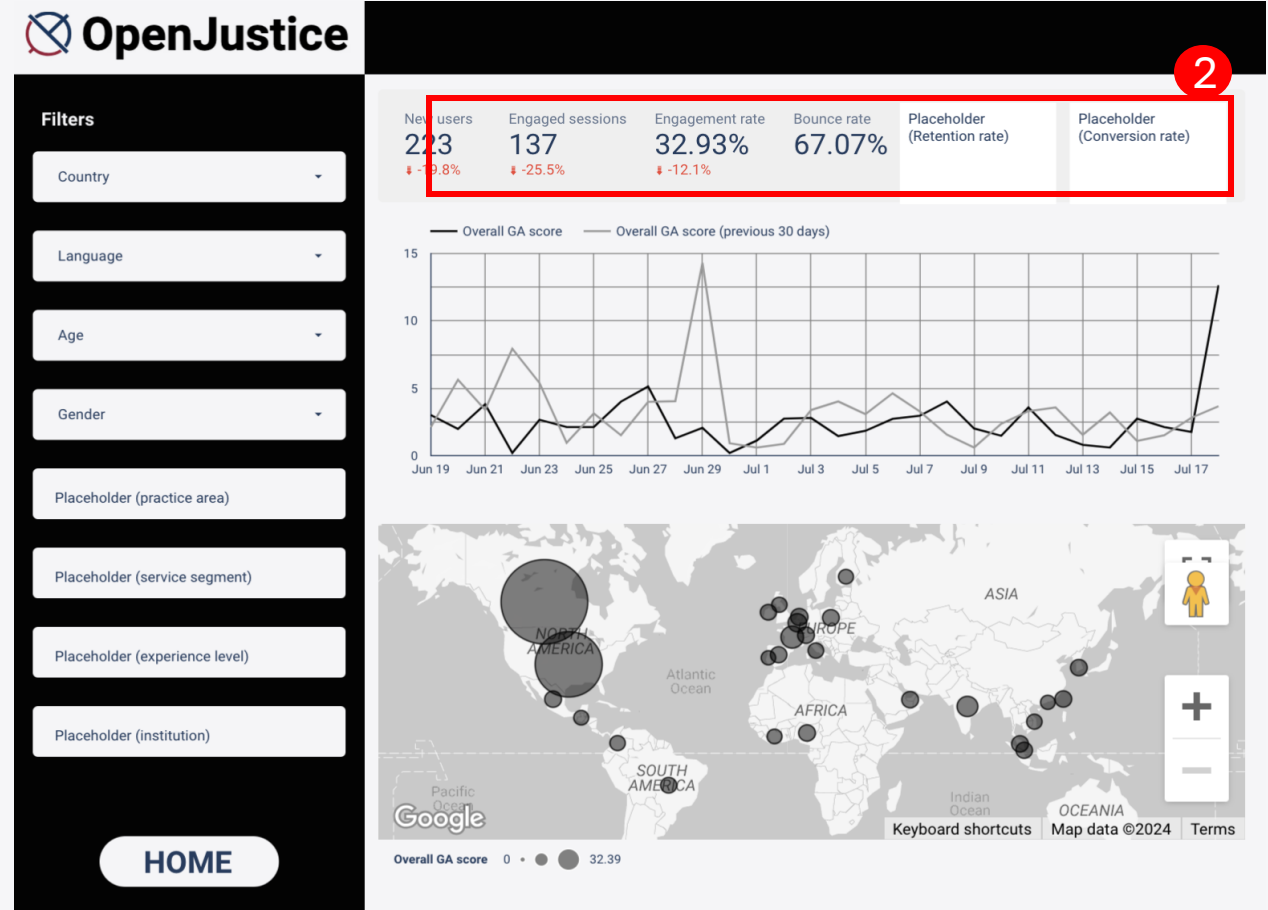 OpenJustice
2
Filters
Country
Language
Age
Gender
Placeholder (practice area)
Placeholder (service segment)
Placeholder (experience level)
Placeholder (institution)
HOME
New users
223
-19.8%
Engaged sessions
137
-25.5%
Engagement rate
32.93%
-12.1%
Bounce rate
67.07%
Placeholder
(Retention rate)
Placeholder
(Conversion rate)
Overall GA score
Overall GA score (previous 30 days)
15
10
5
0
Jun 19 Jun 21 Jun 23 Jun 25 Jun 27 Jun 29 Jul 1 Jul 3 Jul 5 Jul 7 Jul 9 Jul 11 Jul 13 Jul 15 Jul 17
ASIA
NORTH
AMERICA
EUROPE
Atlantic
Ocean
AFRICA
SOUTH
AMERICA
Pacific
Ocean
Indian
Ocean
OCEANIA
Google
Keyboard shortcuts Map data ©2024 Terms
Overall GA score 0 32.39